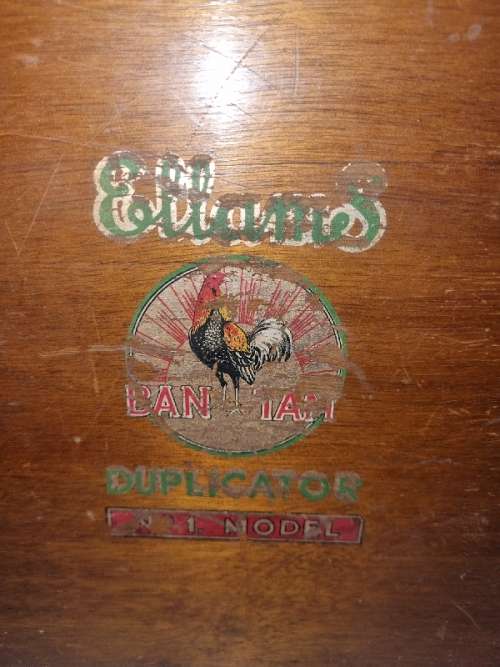 Ellams
BANTAM
DUPLICATOR
No 1. MODEL